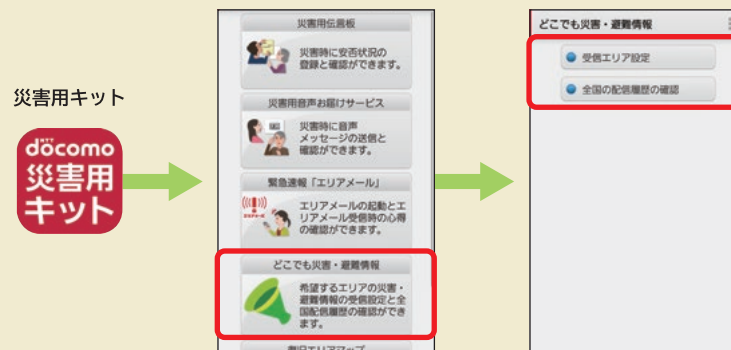 災害用キット
NTT
docomo
災害用
キット
災害用伝言板
災害時に安否状況の
登録と確認ができます。
災害用音声お届けサービス
災害時に音声
メッセージの送信と
確認ができます。
緊急速報「エリアメール」
エリアメールの起動とエ
リアメール受信時の心得
の確認ができます。
どこでも災害・避難情報
希望するエリアの災害・
避難情報の受信設定と全
国配信履歴の確認ができ
ます。
復旧エリアマップ
どこでも災害・避難情報
受信エリア設定
全国の配信履歴の確認